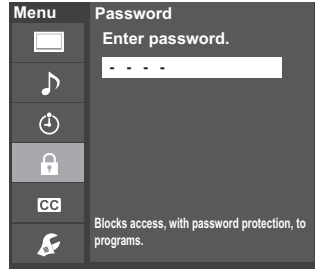 Menu
Password
Enter password.
- - - -
CC
Blocks access, with password protection, to
programs.